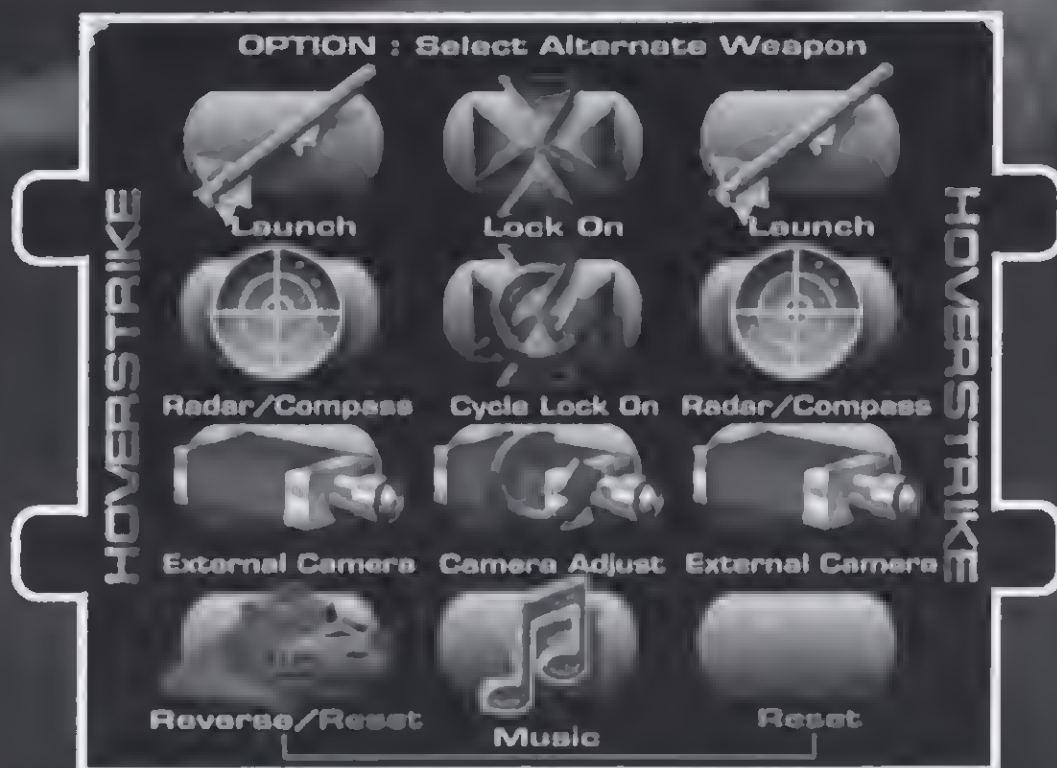 OPTION : Select Alternate Weapon
HOVERSTRIKE
Launch Lock On Launch
Radar/Compass Cycle Lock On Radar/Compass
External Camera Camera Adjust External Camera
Reverse/Reset Music Reset
HOVERSTRIKE